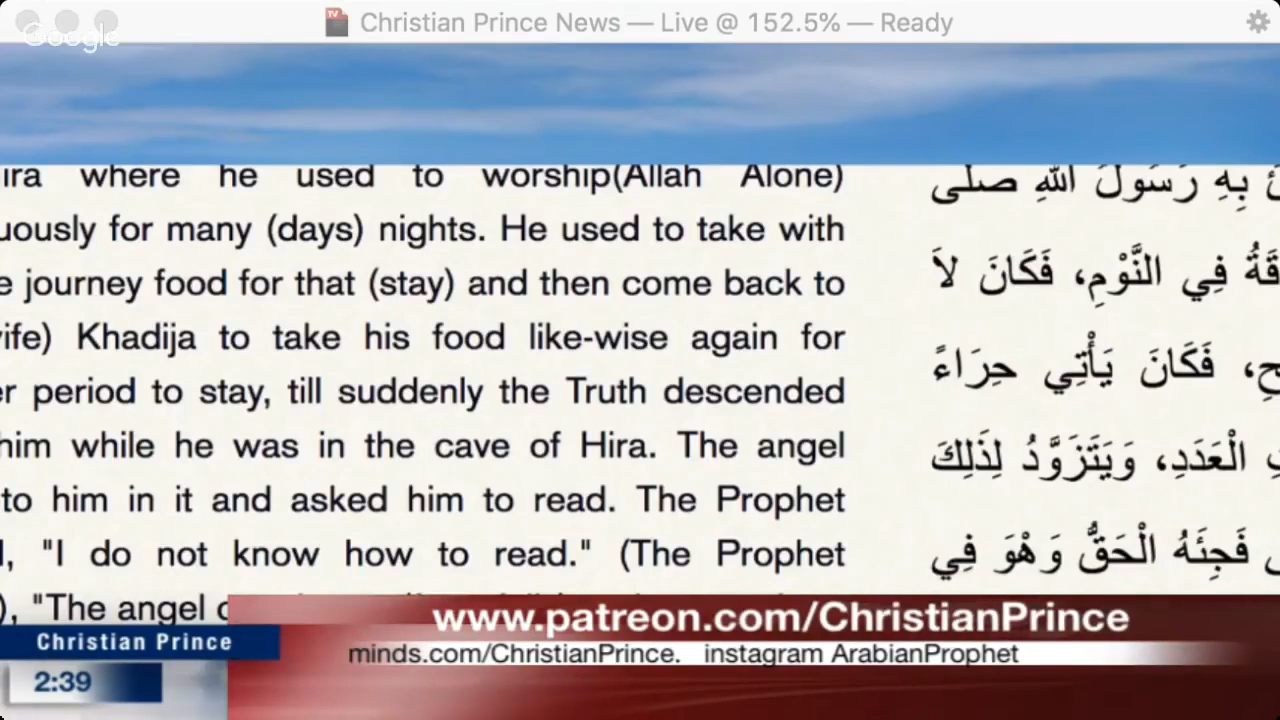 Christian Prince News — Live @ 152.5% — Ready
Google
ira where he used to worship(Allah Alone)
uously for many (days) nights. He used to take with
e journey food for that (stay) and then come back to
ife) Khadija to take his food like-wise again for
er period to stay, till suddenly the Truth descended
him while he was in the cave of Hira. The angel
to him in it and asked him to read. The Prophet
, "I do not know how to read." (The Prophet
), "The angel
بِهِ رَسُولُ اللَّهِ صلى
فِي النَّوْمِ، فَكَانَ لاَ
فَكَانَ يَأْتِي حِرَاءً
الْعَدَدِ، وَيَتَزَوَّدُ لِذَلِكَ
فَجِئَهُ الْحَقُّ وَهْوَ فِي
www.patreon.com/ChristianPrince
Christian Prince
minds.com/ChristianPrince. instagram ArabianProphet
2:39